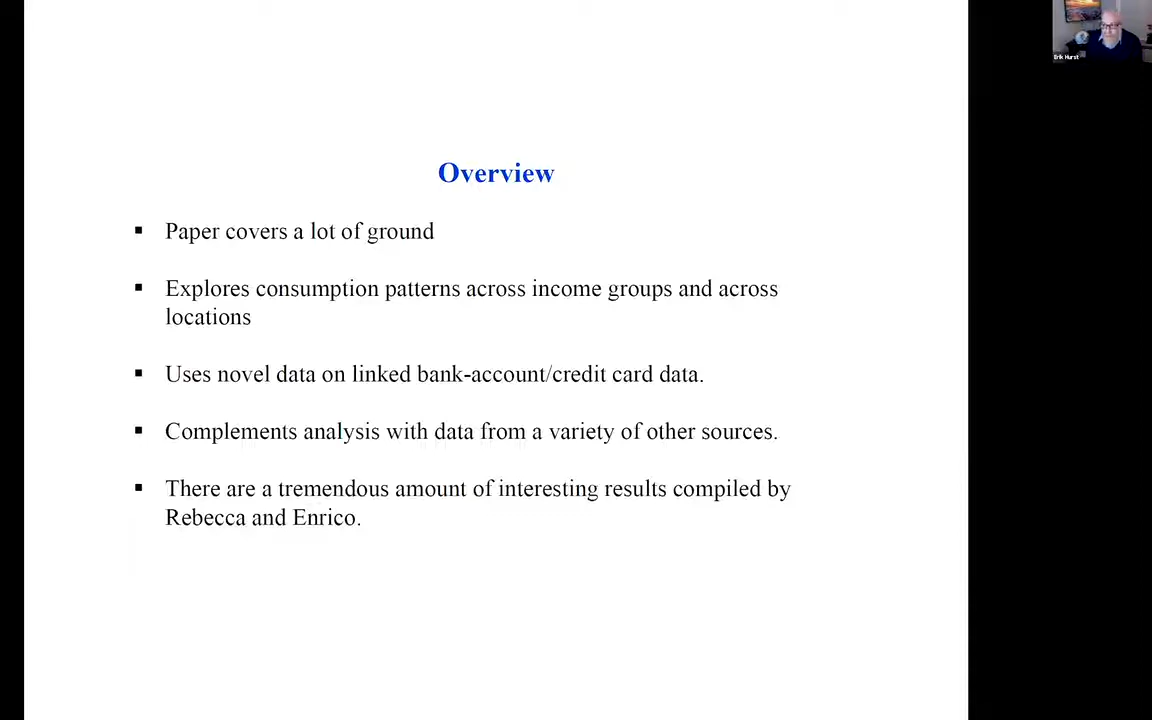 Erik Hurst
Overview
▪ Paper covers a lot of ground
▪ Explores consumption patterns across income groups and across
locations
▪ Uses novel data on linked bank-account/credit card data.
▪ Complements analysis with data from a variety of other sources.
▪ There are a tremendous amount of interesting results compiled by
Rebecca and Enrico.